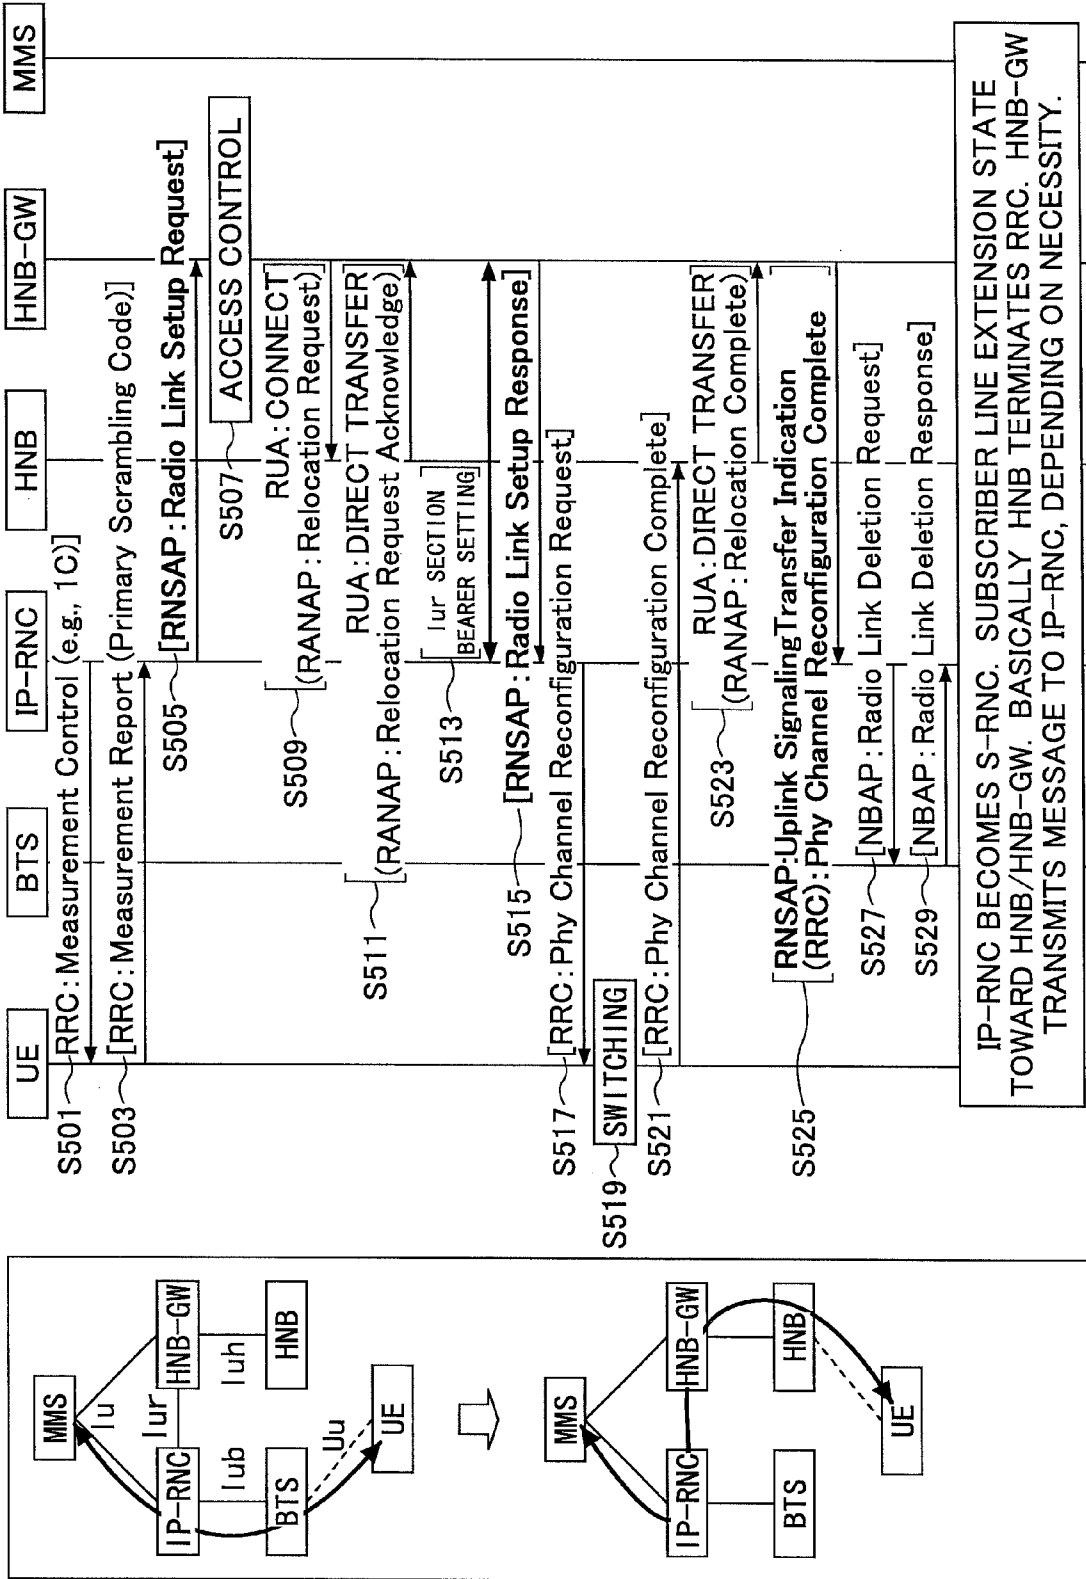 UE
BTS
IP-RNC
HNB
HNB-GW
MMS
S501
RRC:Measurement Control (e.g., 1C)]
S503
[RRC:Measurement Report (Primary Scrambling Code)]
S505
[RNSAP:Radio Link Setup Request]
S507
ACCESS CONTROL
S509
RUA:CONNECT
(RANAP:Relocation Request)
S511
RUA:DIRECT TRANSFER
(RANAP:Relocation Request Acknowledge)
S513
Iur SECTION
BEARER SETTING
S515
[RNSAP:Radio Link Setup Response]
S517
[RRC:Phy Channel Reconfiguration Request]
S519
SWITCHING
S521
[RRC:Phy Channel Reconfiguration Complete]
S523
RUA:DIRECT TRANSFER
(RANAP:Relocation Complete)
S525
RNSAP:Uplink Signaling Transfer Indication
(RRC):Phy Channel Reconfiguration Complete
S527
[NBAP:Radio Link Deletion Request]
S529
[NBAP:Radio Link Deletion Response]
IP-RNC BECOMES S-RNC. SUBSCRIBER LINE EXTENSION STATE
TOWARD HNB/HNB-GW. BASICALLY HNB TERMINATES RRC. HNB-GW
TRANSMITS MESSAGE TO IP-RNC, DEPENDING ON NECESSITY.
MMS
Iu
IP-RNC
Iur
HNB-GW
Iub
Iuh
BTS
HNB
Uu
UE
MMS
IP-RNC
HNB-GW
BTS
HNB
UE